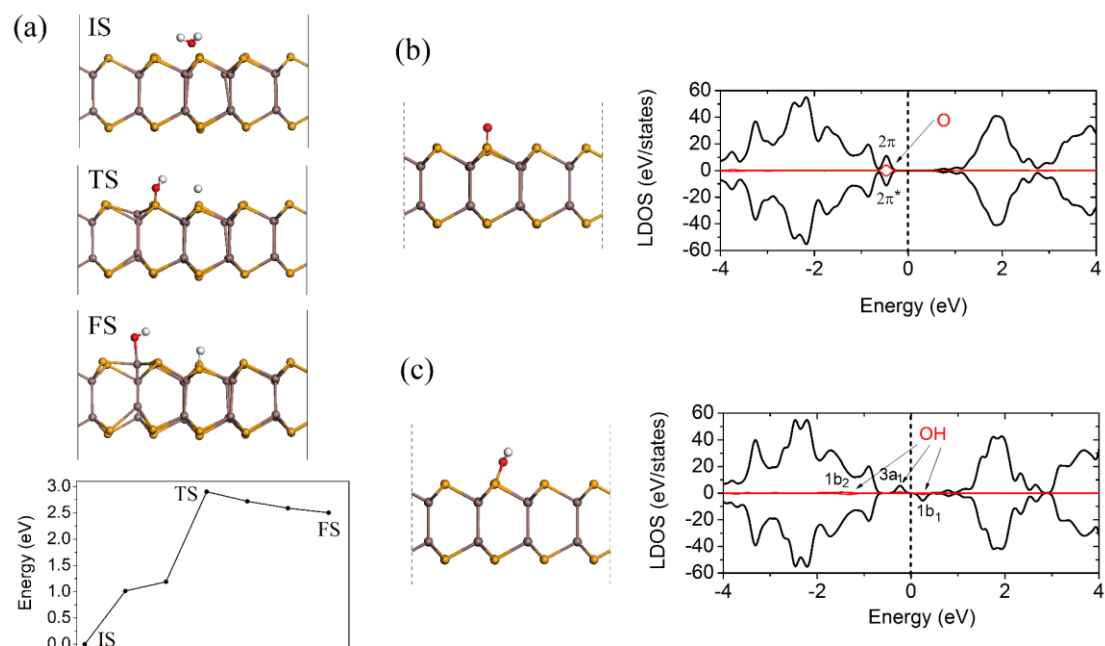 (a)
IS
TS
FS
3.0
2.5
2.0
1.5
1.0
0.5
0.0
Energy (eV)
TS
FS
IS
(b)
60
40
20
0
-20
-40
-60
LDOS (eV/states)
O
2π
2π*
-4 -2 0 2 4
Energy (eV)
(c)
60
40
20
0
-20
-40
-60
LDOS (eV/states)
OH
1b₂ 3a₁
1b₁
-4 -2 0 2 4
Energy (eV)